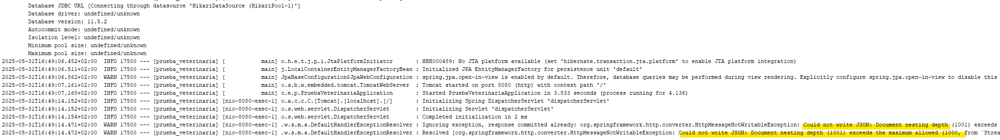 Database JDBC URL [Connecting through datasource 'HikariDataSource (HikariPool-1)']
Database driver: undefined/unknown
Database version: 11.5.2
Autocommit mode: undefined/unknown
Isolation level: undefined/unknown
Minimum pool size: undefined/unknown
Maximum pool size: undefined/unknown
2025-05-31T16:49:06.452+02:00  INFO 17500 --- [prueba_veterinaria] [           main] o.h.e.t.j.p.i.JtaPlatformInitiator       : HHH000489: No JTA platform available (set 'hibernate.transaction.jta.platform' to enable JTA platform integration)
2025-05-31T16:49:06.511+02:00  INFO 17500 --- [prueba_veterinaria] [           main] j.LocalContainerEntityManagerFactoryBean : Initialized JPA EntityManagerFactory for persistence unit 'default'
2025-05-31T16:49:06.862+02:00  WARN 17500 --- [prueba_veterinaria] [           main] JpaBaseConfiguration$JpaWebConfiguration : spring.jpa.open-in-view is enabled by default. Therefore, database queries may be performed during view rendering. Explicitly configure spring.jpa.open-in-view to disable this
2025-05-31T16:49:07.161+02:00  INFO 17500 --- [prueba_veterinaria] [           main] o.s.b.w.embedded.tomcat.TomcatWebServer  : Tomcat started on port 8080 (http) with context path '/'
2025-05-31T16:49:07.168+02:00  INFO 17500 --- [prueba_veterinaria] [           main] c.e.p.PruebaVeterinariaApplication       : Started PruebaVeterinariaApplication in 3.833 seconds (process running for 4.136)
2025-05-31T16:49:14.152+02:00  INFO 17500 --- [prueba_veterinaria] [nio-8080-exec-1] o.a.c.c.C.[Tomcat].[localhost].[/]       : Initializing Spring DispatcherServlet 'dispatcherServlet'
2025-05-31T16:49:14.152+02:00  INFO 17500 --- [prueba_veterinaria] [nio-8080-exec-1] o.s.web.servlet.DispatcherServlet        : Initializing Servlet 'dispatcherServlet'
2025-05-31T16:49:14.154+02:00  INFO 17500 --- [prueba_veterinaria] [nio-8080-exec-1] o.s.web.servlet.DispatcherServlet        : Completed initialization in 2 ms
2025-05-31T16:49:14.471+02:00  WARN 17500 --- [prueba_veterinaria] [nio-8080-exec-1] .w.s.m.s.DefaultHandlerExceptionResolver : Ignoring exception, response committed already: org.springframework.http.converter.HttpMessageNotWritableException: Could not write JSON: Document nesting depth (1001) exceeds
2025-05-31T16:49:14.472+02:00  WARN 17500 --- [prueba_veterinaria] [nio-8080-exec-1] .w.s.m.s.DefaultHandlerExceptionResolver : Resolved [org.springframework.http.converter.HttpMessageNotWritableException: Could not write JSON: Document nesting depth (1001) exceeds the maximum allowed (1000, from `Strea